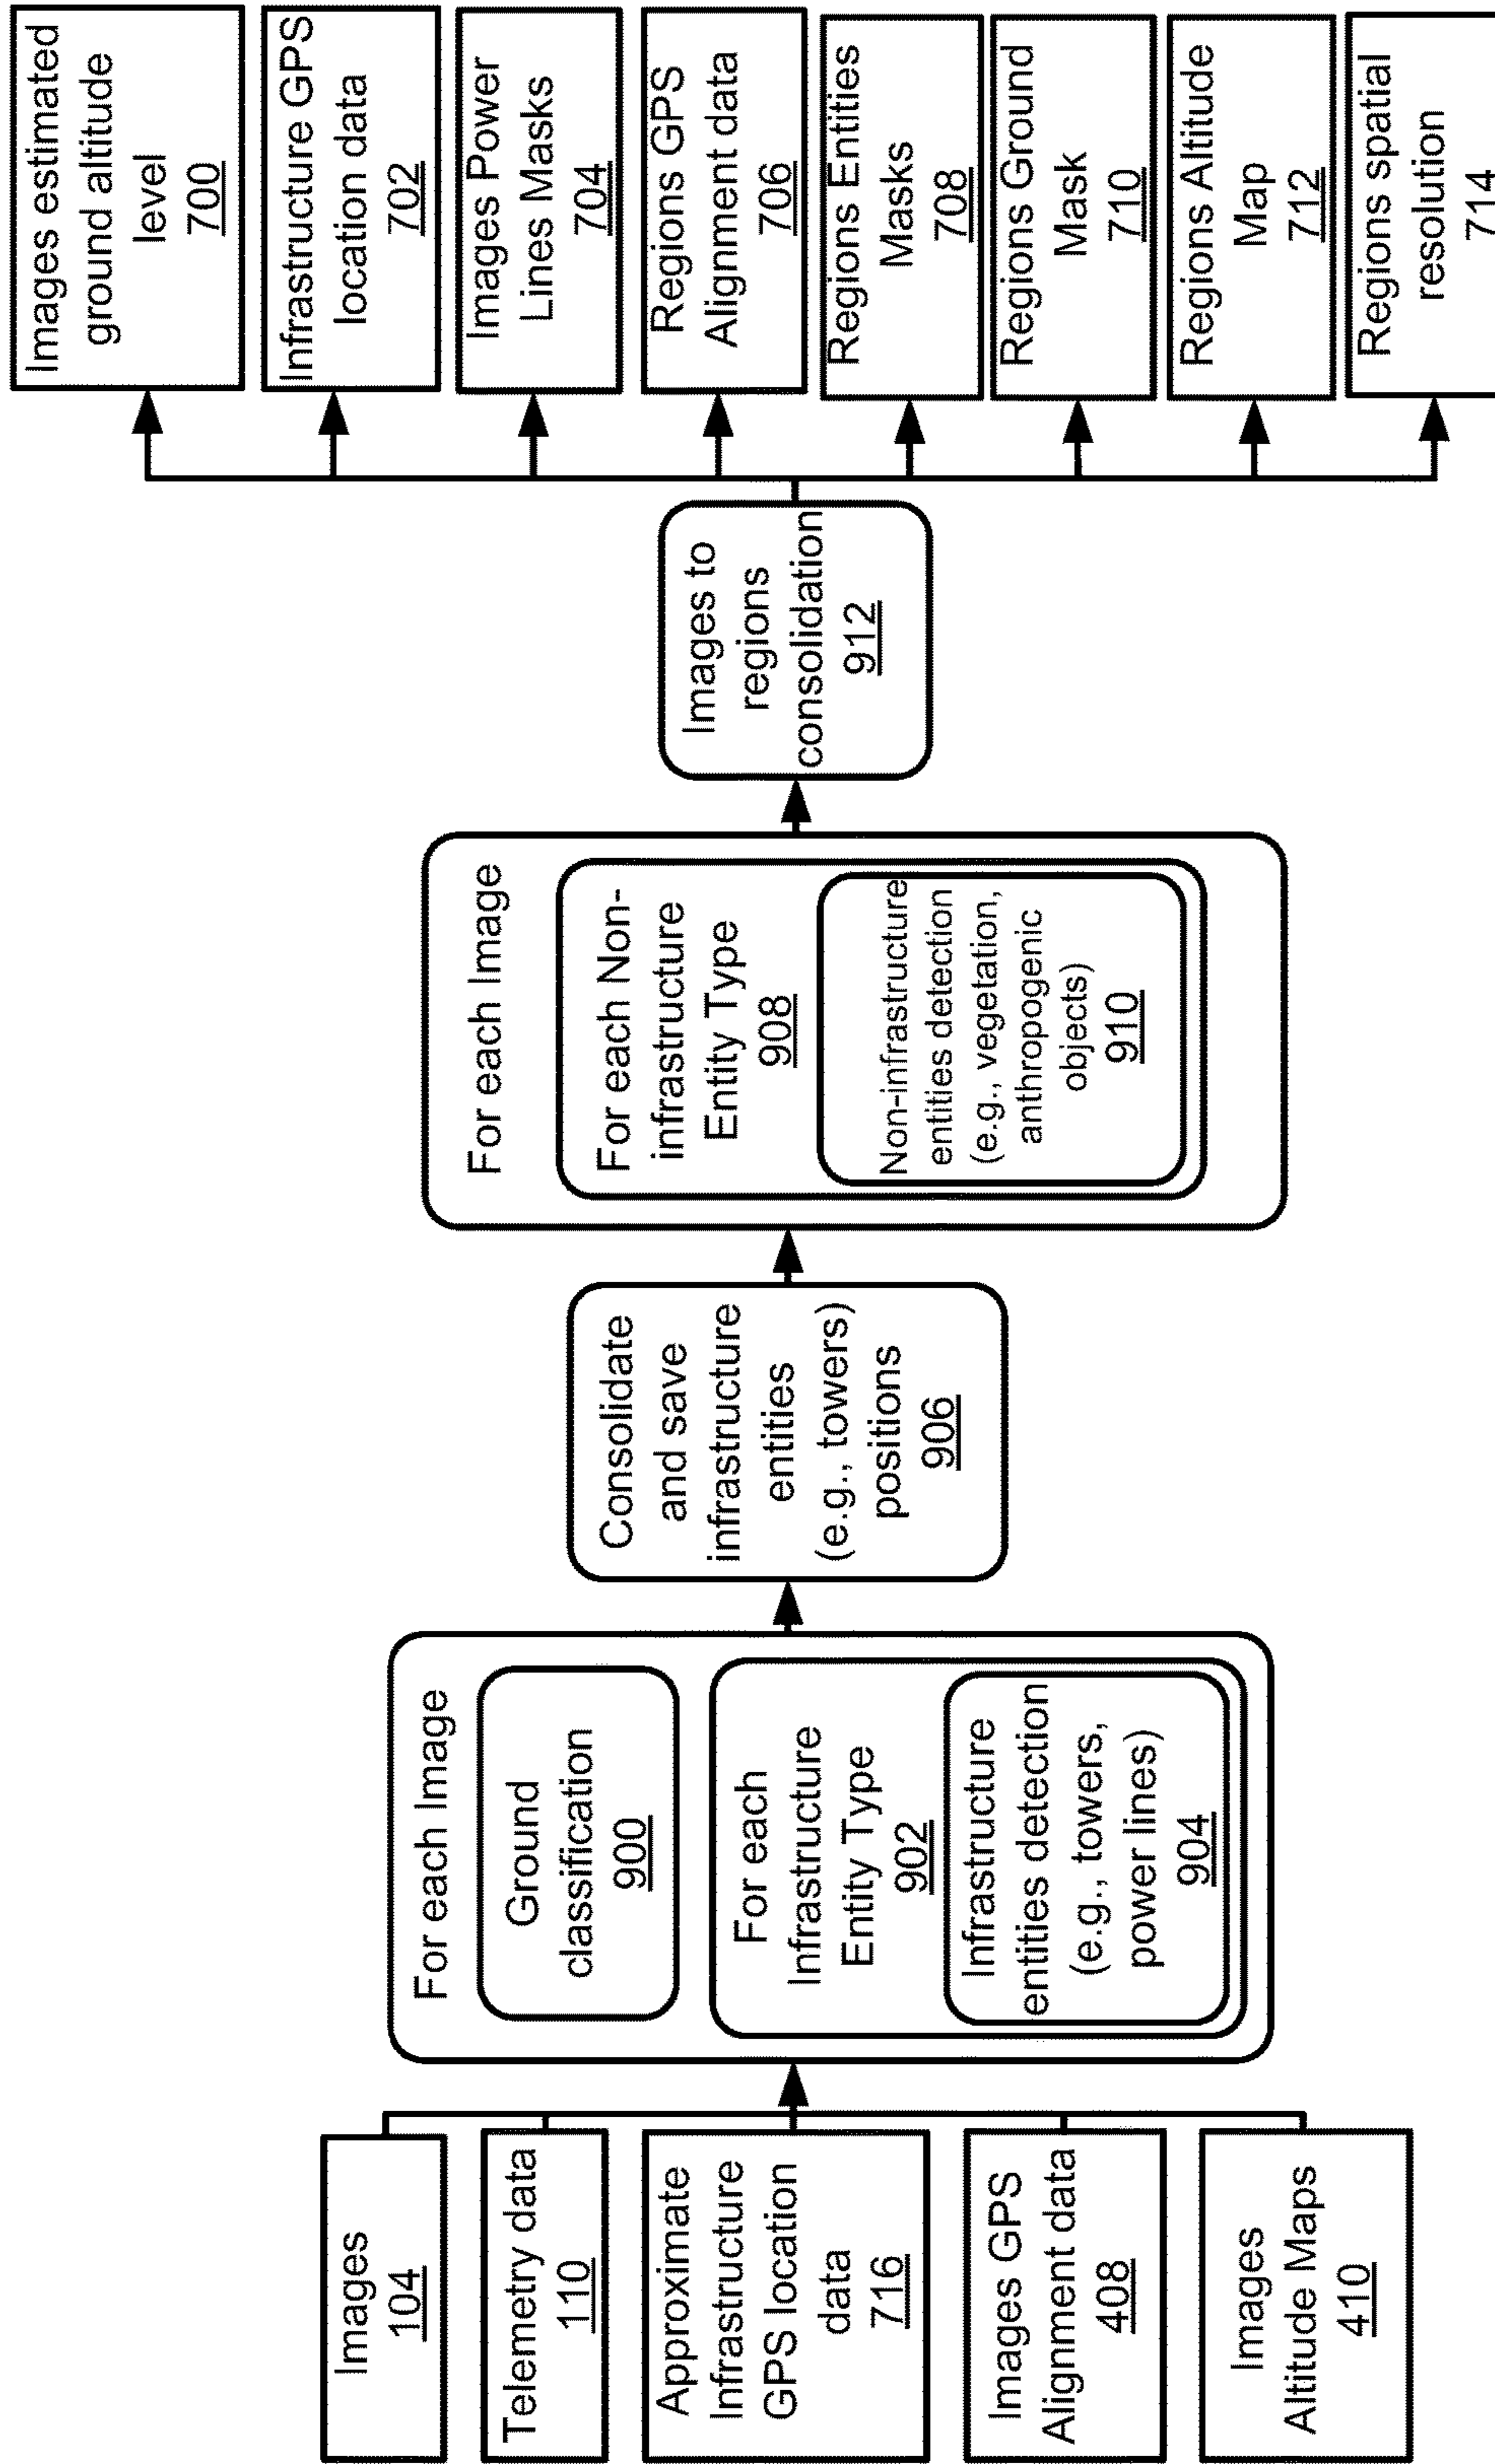 Images
104
Telemetry data
110
Approximate
Infrastructure
GPS location
data
716
Images GPS
Alignment data
408
Images
Altitude Maps
410
For each Image
Ground
classification
900
For each
Infrastructure
Entity Type
902
Infrastructure
entities detection
(e.g., towers,
power lines)
904
Consolidate
and save
infrastructure
entities
(e.g., towers)
positions
906
For each Image
For each Non-
infrastructure
Entity Type
908
Non-infrastructure
entities detection
(e.g., vegetation,
anthropogenic
objects)
910
Images to
regions
consolidation
912
Images estimated
ground altitude
level
700
Infrastructure GPS
location data
702
Images Power
Lines Masks
704
Regions GPS
Alignment data
706
Regions Entities
Masks
708
Regions Ground
Mask
710
Regions Altitude
Map
712
Regions spatial
resolution
714